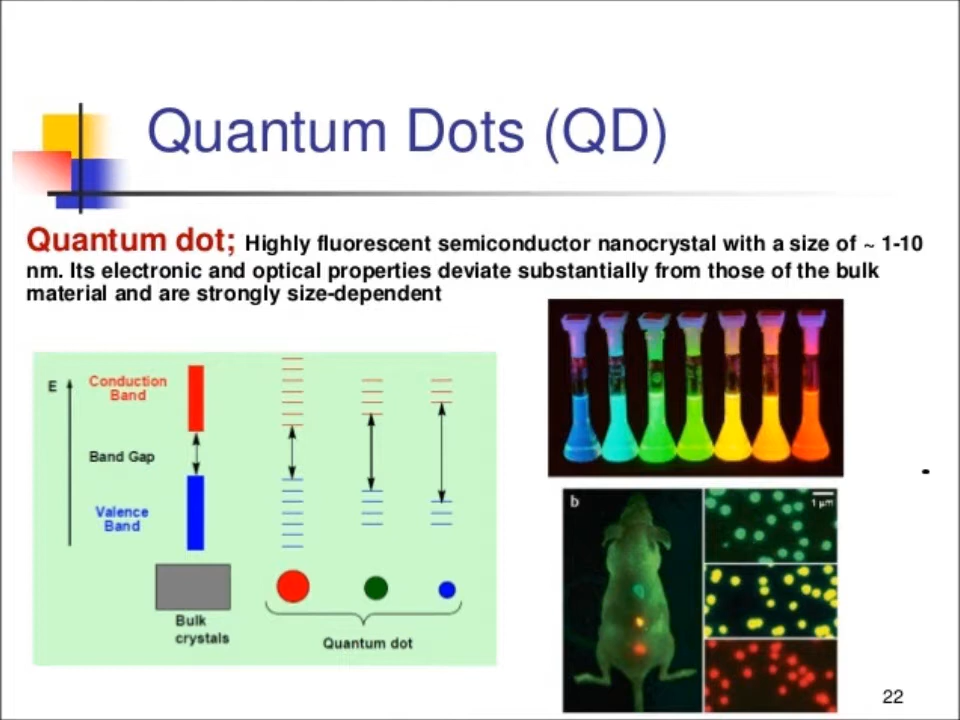 Quantum Dots (QD)
Quantum dot; Highly fluorescent semiconductor nanocrystal with a size of ~ 1-10
nm. Its electronic and optical properties deviate substantially from those of the bulk
material and are strongly size-dependent
E
Conduction
Band
Band Gap
Valence
Band
Bulk
crystals
Quantum dot
b
1 µm
22